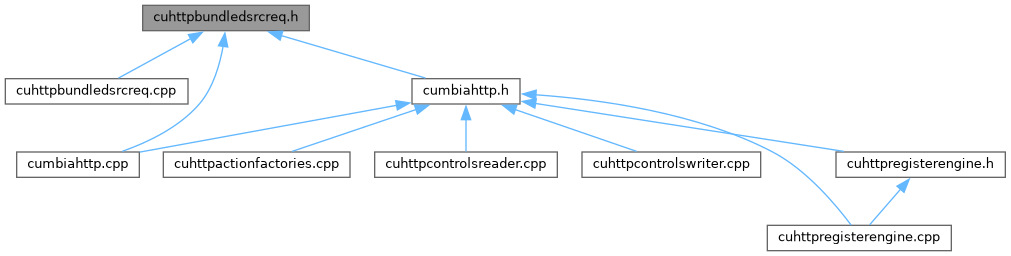 cuhttpbundledsrcreq.h
cuhttpbundledsrcreq.cpp
cumbiahttp.h
cumbiahttp.cpp
cuhttpactionfactories.cpp
cuhttpcontrolsreader.cpp
cuhttpcontrolswriter.cpp
cuhttpregisterengine.h
cuhttpregisterengine.cpp